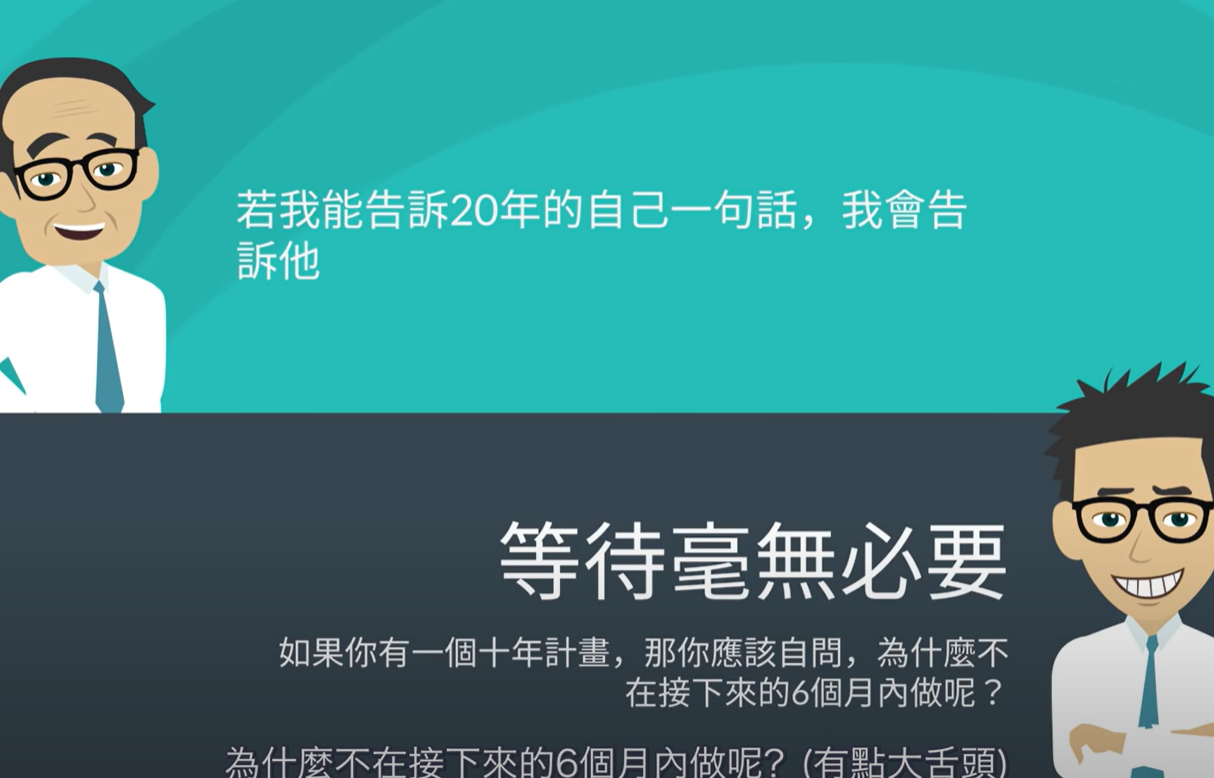 若我能告訴20年的自己一句話，我會告
訴他
等待毫無必要
如果你有一個十年計畫，那你應該自問，為什麼不
在接下來的6個月內做呢？
為什麼不在接下來的6個月內做呢？(有點大舌頭)